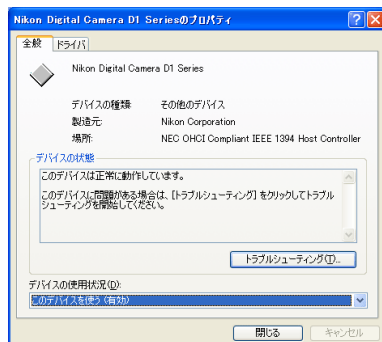 Nikon Digital Camera D1 Seriesのプロパティ
全般 ドライバ
Nikon Digital Camera D1 Series
デバイスの種類: その他のデバイス
製造元: Nikon Corporation
場所: NEC OHCI Compliant IEEE 1394 Host Controller
デバイスの状態
このデバイスは正常に動作しています。
このデバイスに問題がある場合は、[トラブルシューティング] をクリックしてトラブル
シューティングを開始してください。
トラブルシューティング(T)...
デバイスの使用状況(D):
このデバイスを使う (有効)
閉じる キャンセル